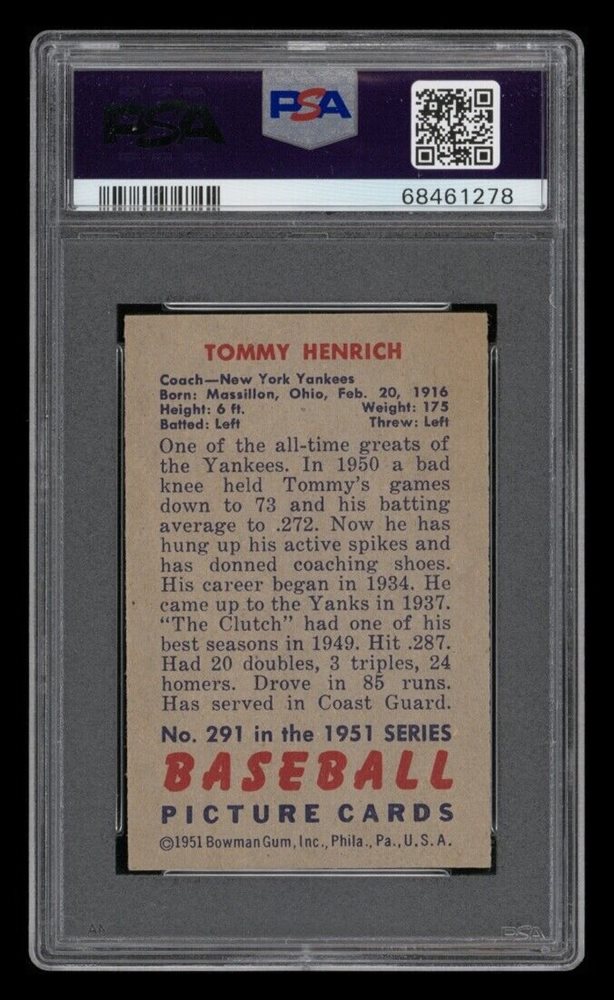 PSA
PSA
68461278
TOMMY HENRICH
Coach—New York Yankees
Born: Massillon, Ohio, Feb. 20, 1916
Height: 6 ft. Weight: 175
Batted: Left Threw: Left
One of the all-time greats of
the Yankees. In 1950 a bad
knee held Tommy's games
down to 73 and his batting
average to .272. Now he has
hung up his active spikes and
has donned coaching shoes.
His career began in 1934. He
came up to the Yanks in 1937.
"The Clutch" had one of his
best seasons in 1949. Hit .287.
Had 20 doubles, 3 triples, 24
homers. Drove in 85 runs.
Has served in Coast Guard.
No. 291 in the 1951 SERIES
BASEBALL
PICTURE CARDS
©1951 Bowman Gum, Inc., Phila., Pa., U.S.A.
PSA